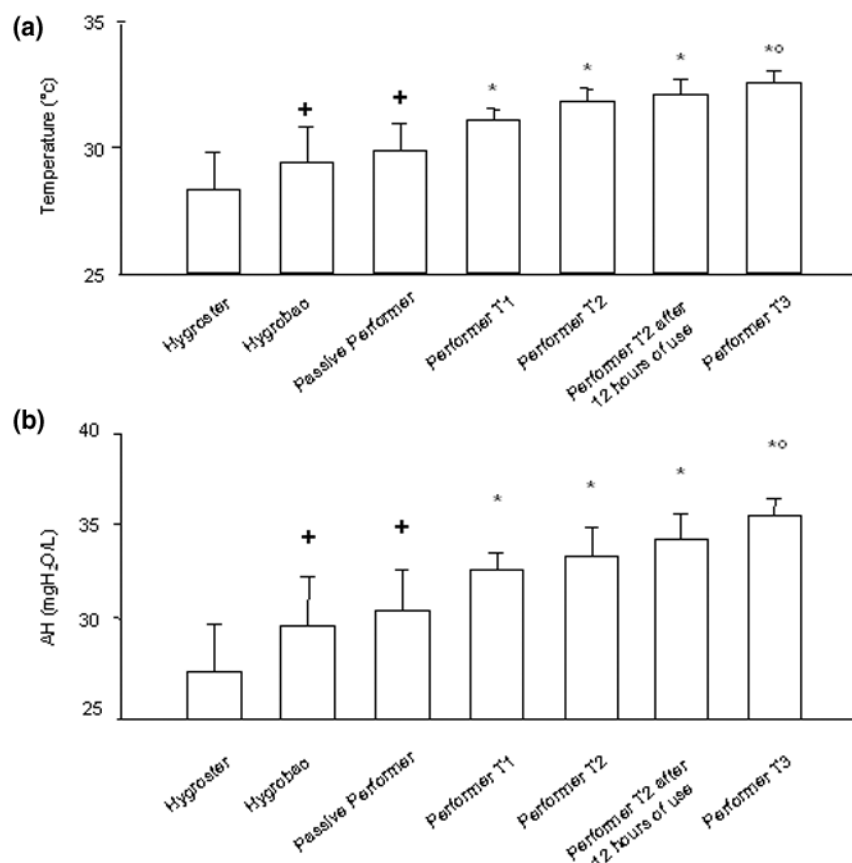 (a)
35
30
25
Temperature (°c)
+
+
*
*
*
*°
Hygroster
Hygrobac
Passive Performer
Performer T1
Performer T2
Performer T2 after
12 hours of use
Performer T3
(b)
40
35
30
25
AH (mgH₂O/L)
+
+
*
*
*
*°
Hygroster
Hygrobac
Passive Performer
Performer T1
Performer T2
Performer T2 after
12 hours of use
Performer T3